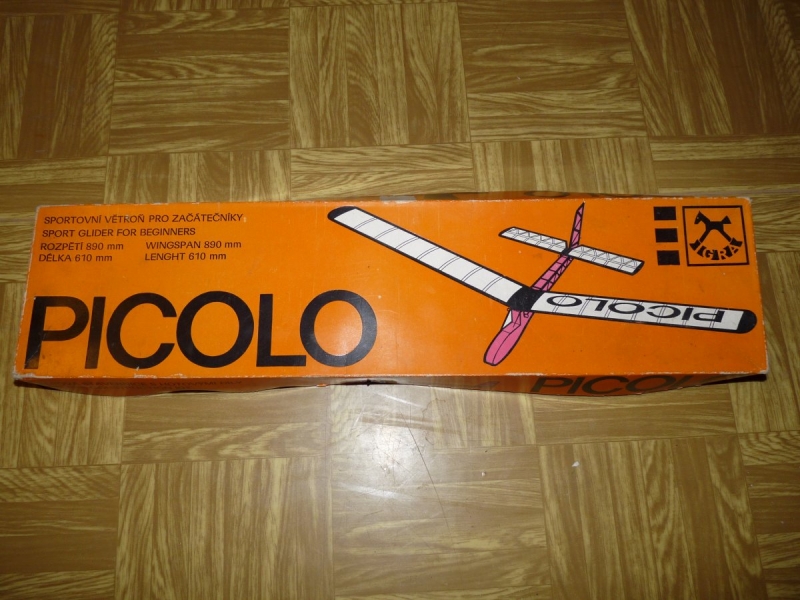 SPORTOVNÍ VĚTROŇ PRO ZAČÁTEČNÍKY
SPORT GLIDER FOR BEGINNERS
ROZPĚTÍ 890 mm WINGSPAN 890 mm
DÉLKA 610 mm LENGHT 610 mm
PICOLO
PICOLO
IGRA
PICOLO